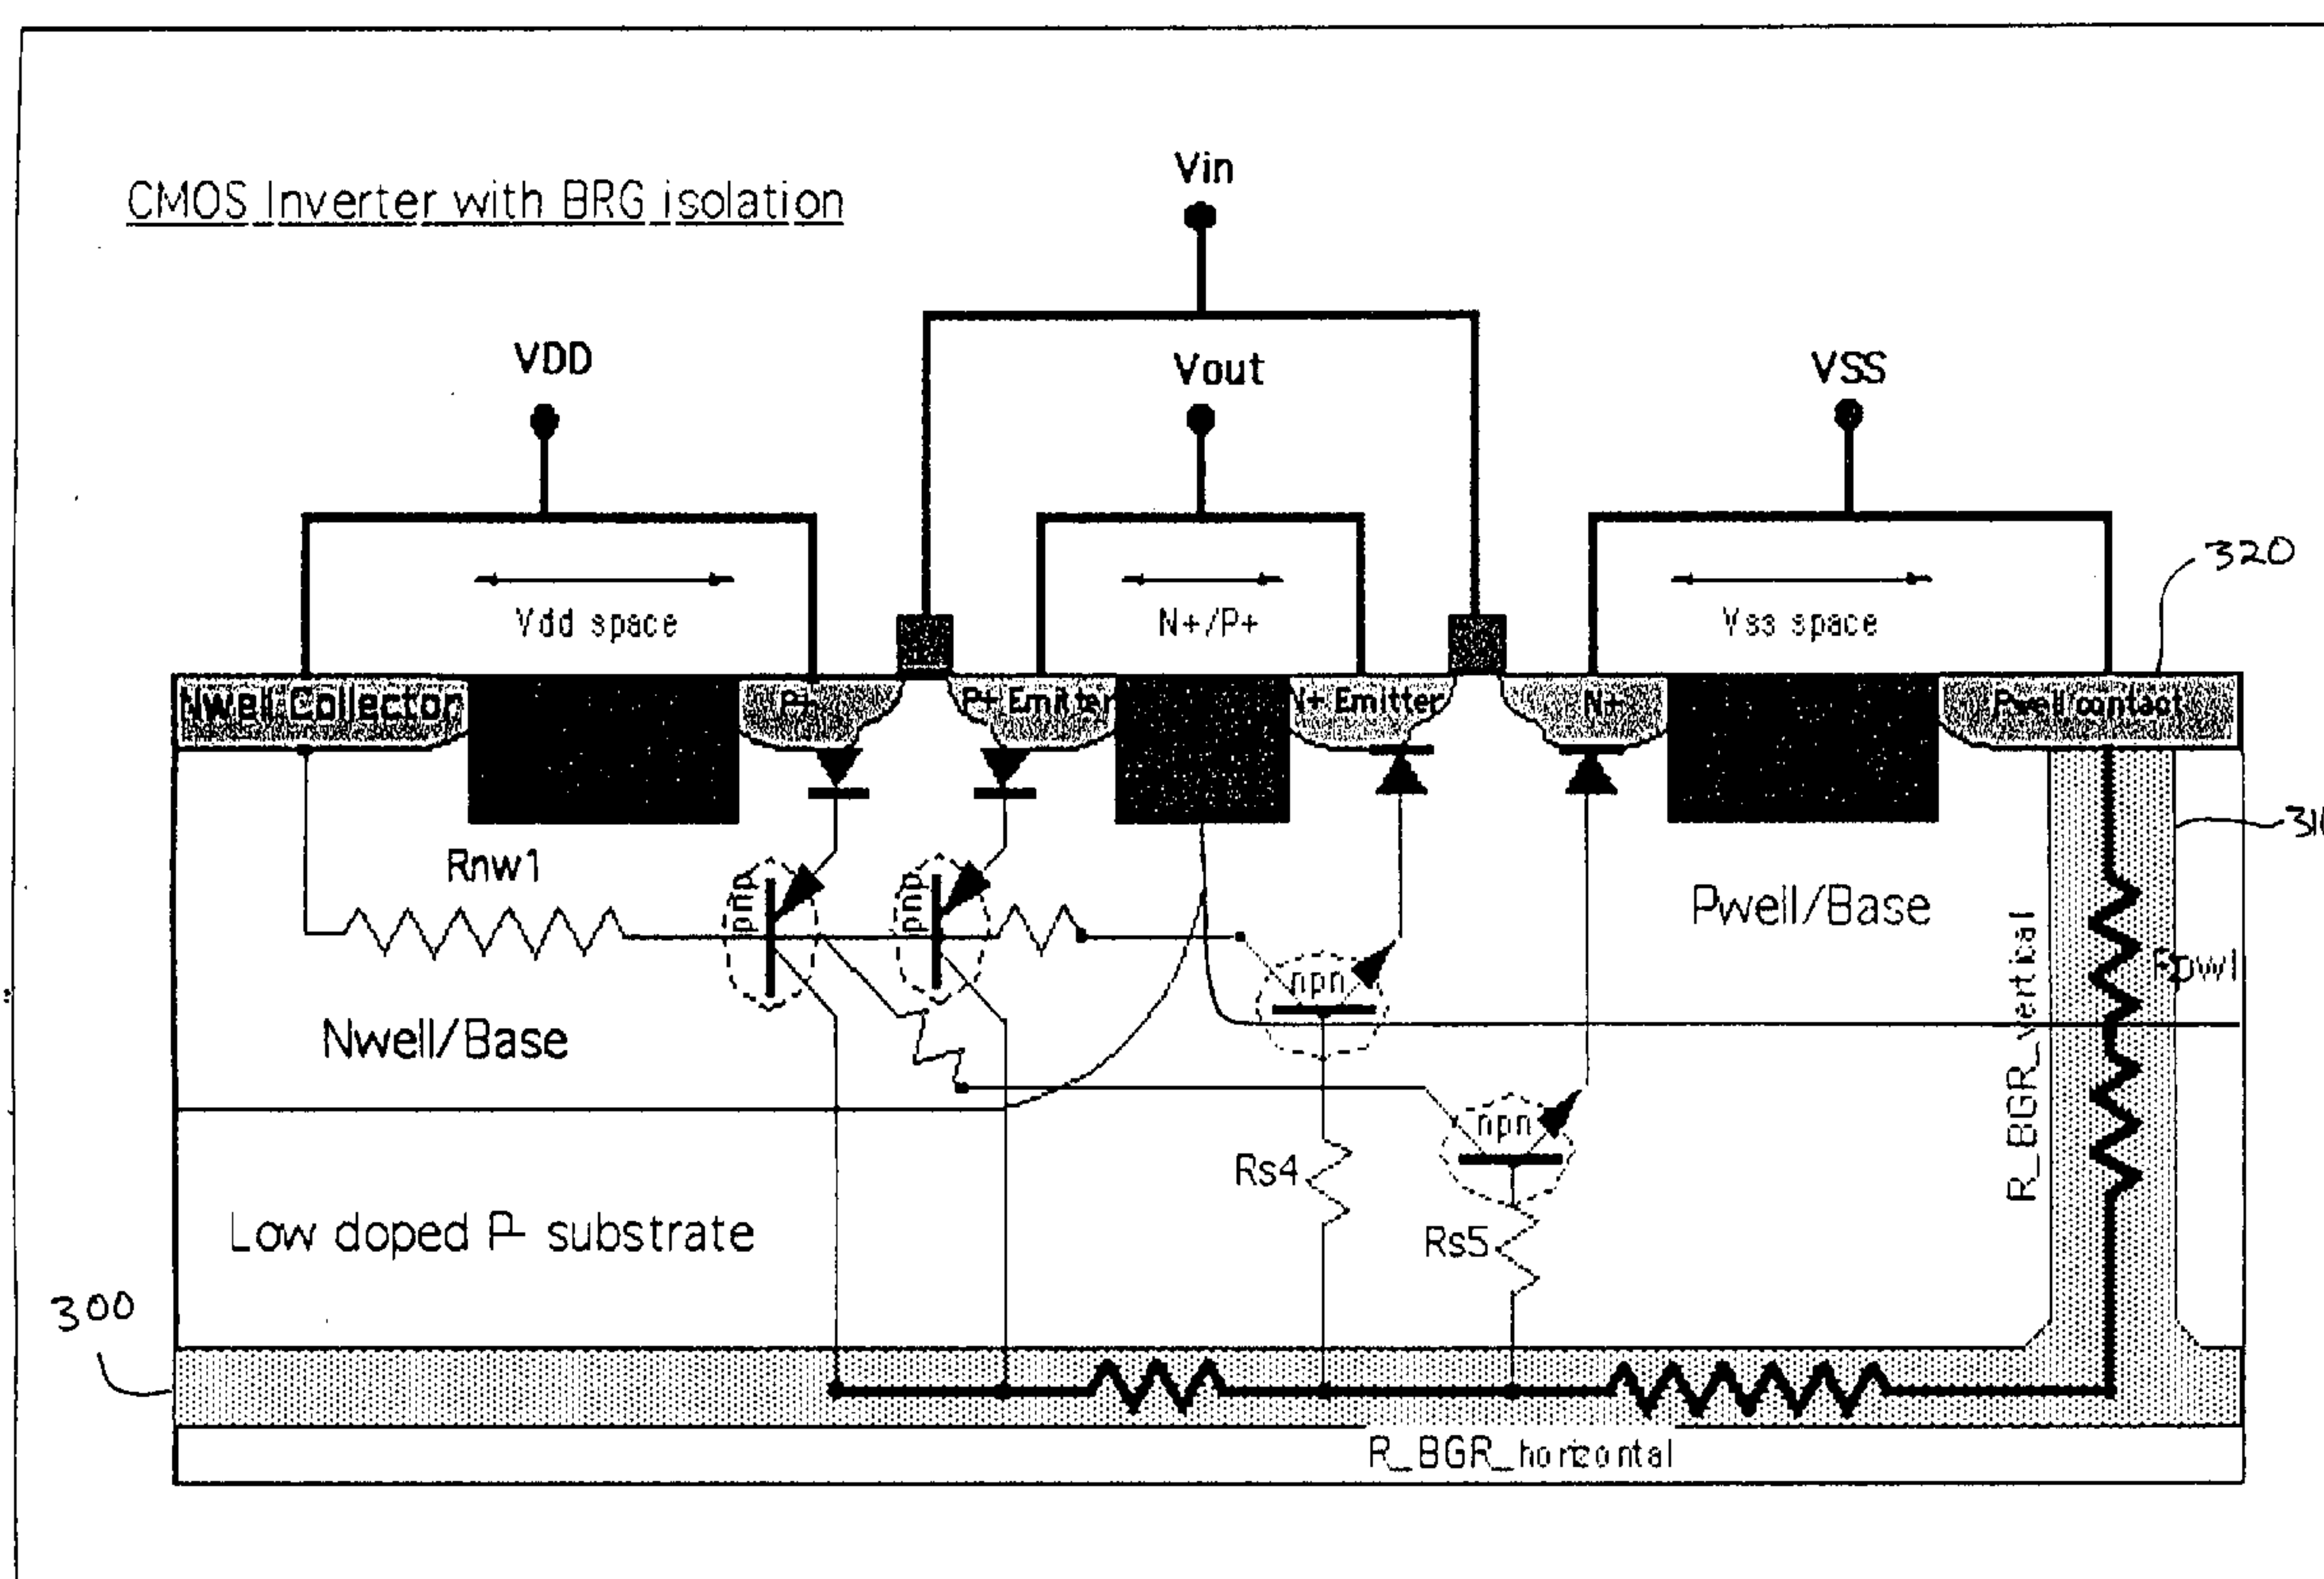 CMOS Inverter with BRG isolation
Vin
VDD
Vout
VSS
320
Vdd space
N+/P+
Vss space
Nwell Collector
P+
P+ Emitter
N+ Emitter
N+
Pwell contact
Rnw1
pnp
pnp
npn
Pwell/Base
R_BGR_vertical
Rpw1
Nwell/Base
npn
Rs4
Rs5
Low doped P- substrate
300
R_BGR_horizontal